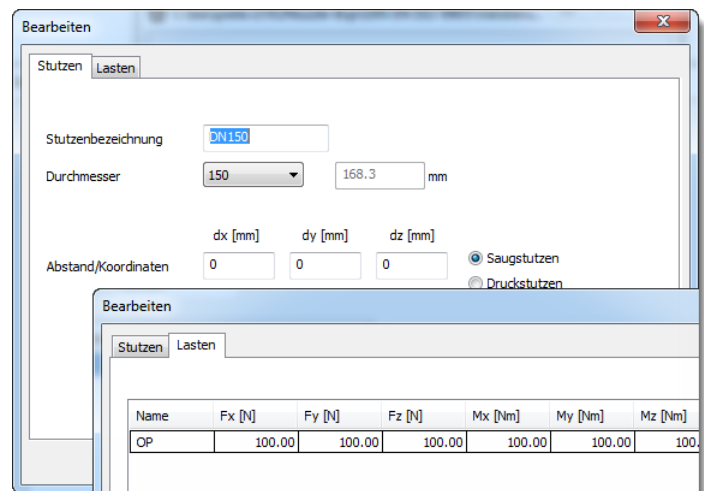 Bearbeiten
Stutzen Lasten
Stutzenbezeichnung DN150
Durchmesser 150 168.3 mm
dx [mm] dy [mm] dz [mm]
Abstand/Koordinaten 0 0 0 Saugstutzen
Druckstutzen
Bearbeiten
Stutzen Lasten
Name Fx [N] Fy [N] Fz [N] Mx [Nm] My [Nm] Mz [Nm]
OP 100.00 100.00 100.00 100.00 100.00 100.